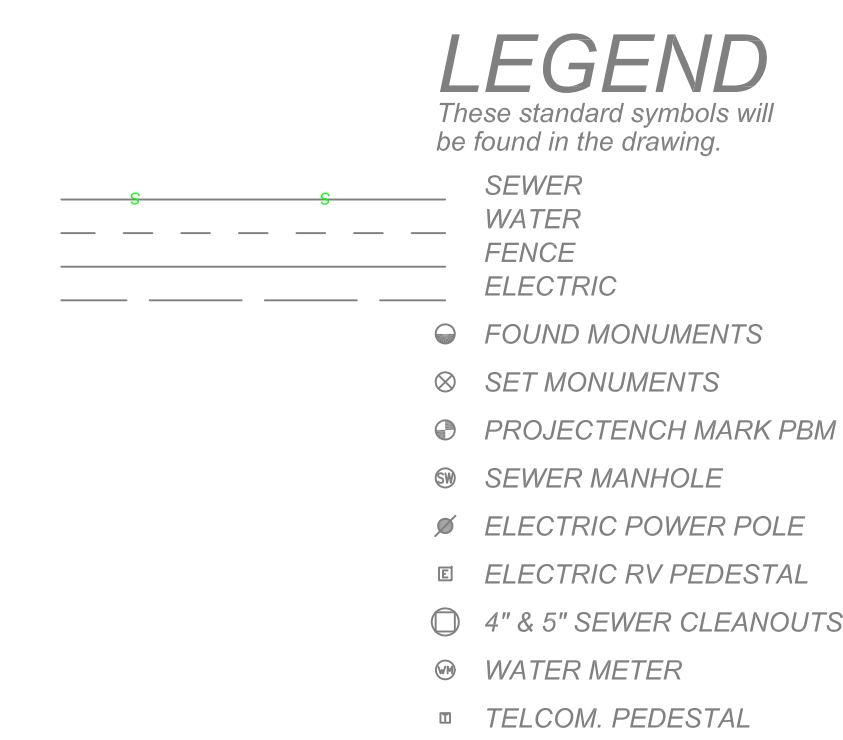 LEGEND
These standard symbols will
be found in the drawing.
S S SEWER
WATER
FENCE
ELECTRIC
FOUND MONUMENTS
SET MONUMENTS
PROJECTENCH MARK PBM
SW SEWER MANHOLE
ELECTRIC POWER POLE
E ELECTRIC RV PEDESTAL
4" & 5" SEWER CLEANOUTS
WM WATER METER
T TELCOM. PEDESTAL